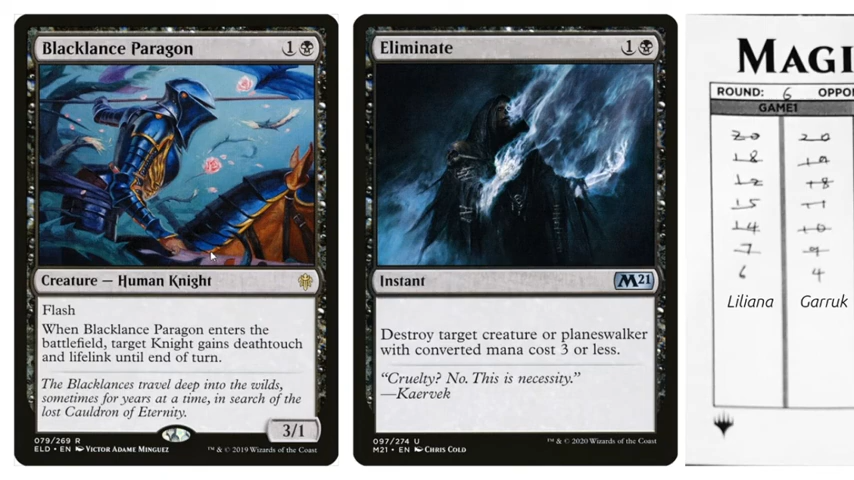 Blacklance Paragon 1
Creature — Human Knight
Flash
When Blacklance Paragon enters the
battlefield, target Knight gains deathtouch
and lifelink until end of turn.
The Blacklances travel deep into the wilds,
sometimes for years at a time, in search of the
lost Cauldron of Eternity.
3/1
079/269 R
ELD • EN VICTOR ADAME MINGUEZ
™ & © 2019 Wizards of the Coast
Eliminate 1
Instant
M21
Destroy target creature or planeswalker
with converted mana cost 3 or less.
“Cruelty? No. This is necessity.”
—Kaervek
097/274 U
M21 • EN CHRIS COLD
™ & © 2020 Wizards of the Coast
MAGI
ROUND: 6 OPPO
GAME1
20 20
18
12 18
15
14
7
6 4
Liliana Garruk